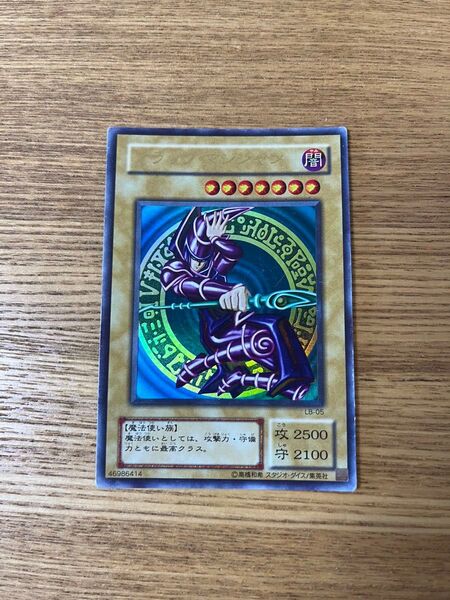 ブラック・マジシャン
闇
LB-05
【魔法使い族】
魔法使いとしては、攻撃力・守備
力ともに最高クラス。
攻 2500
守 2100
46986414
©高橋和希 スタジオ・ダイス/集英社